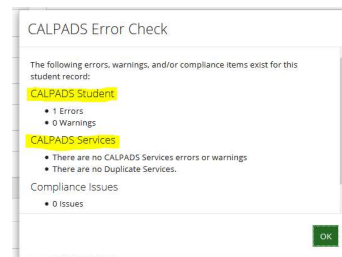 CALPADS Error Check
The following errors, warnings, and/or compliance items exist for this
student record:
CALPADS Student
• 1 Errors
• 0 Warnings
CALPADS Services
• There are no CALPADS Services errors or warnings
• There are no Duplicate Services.
Compliance Issues
• 0 Issues
OK